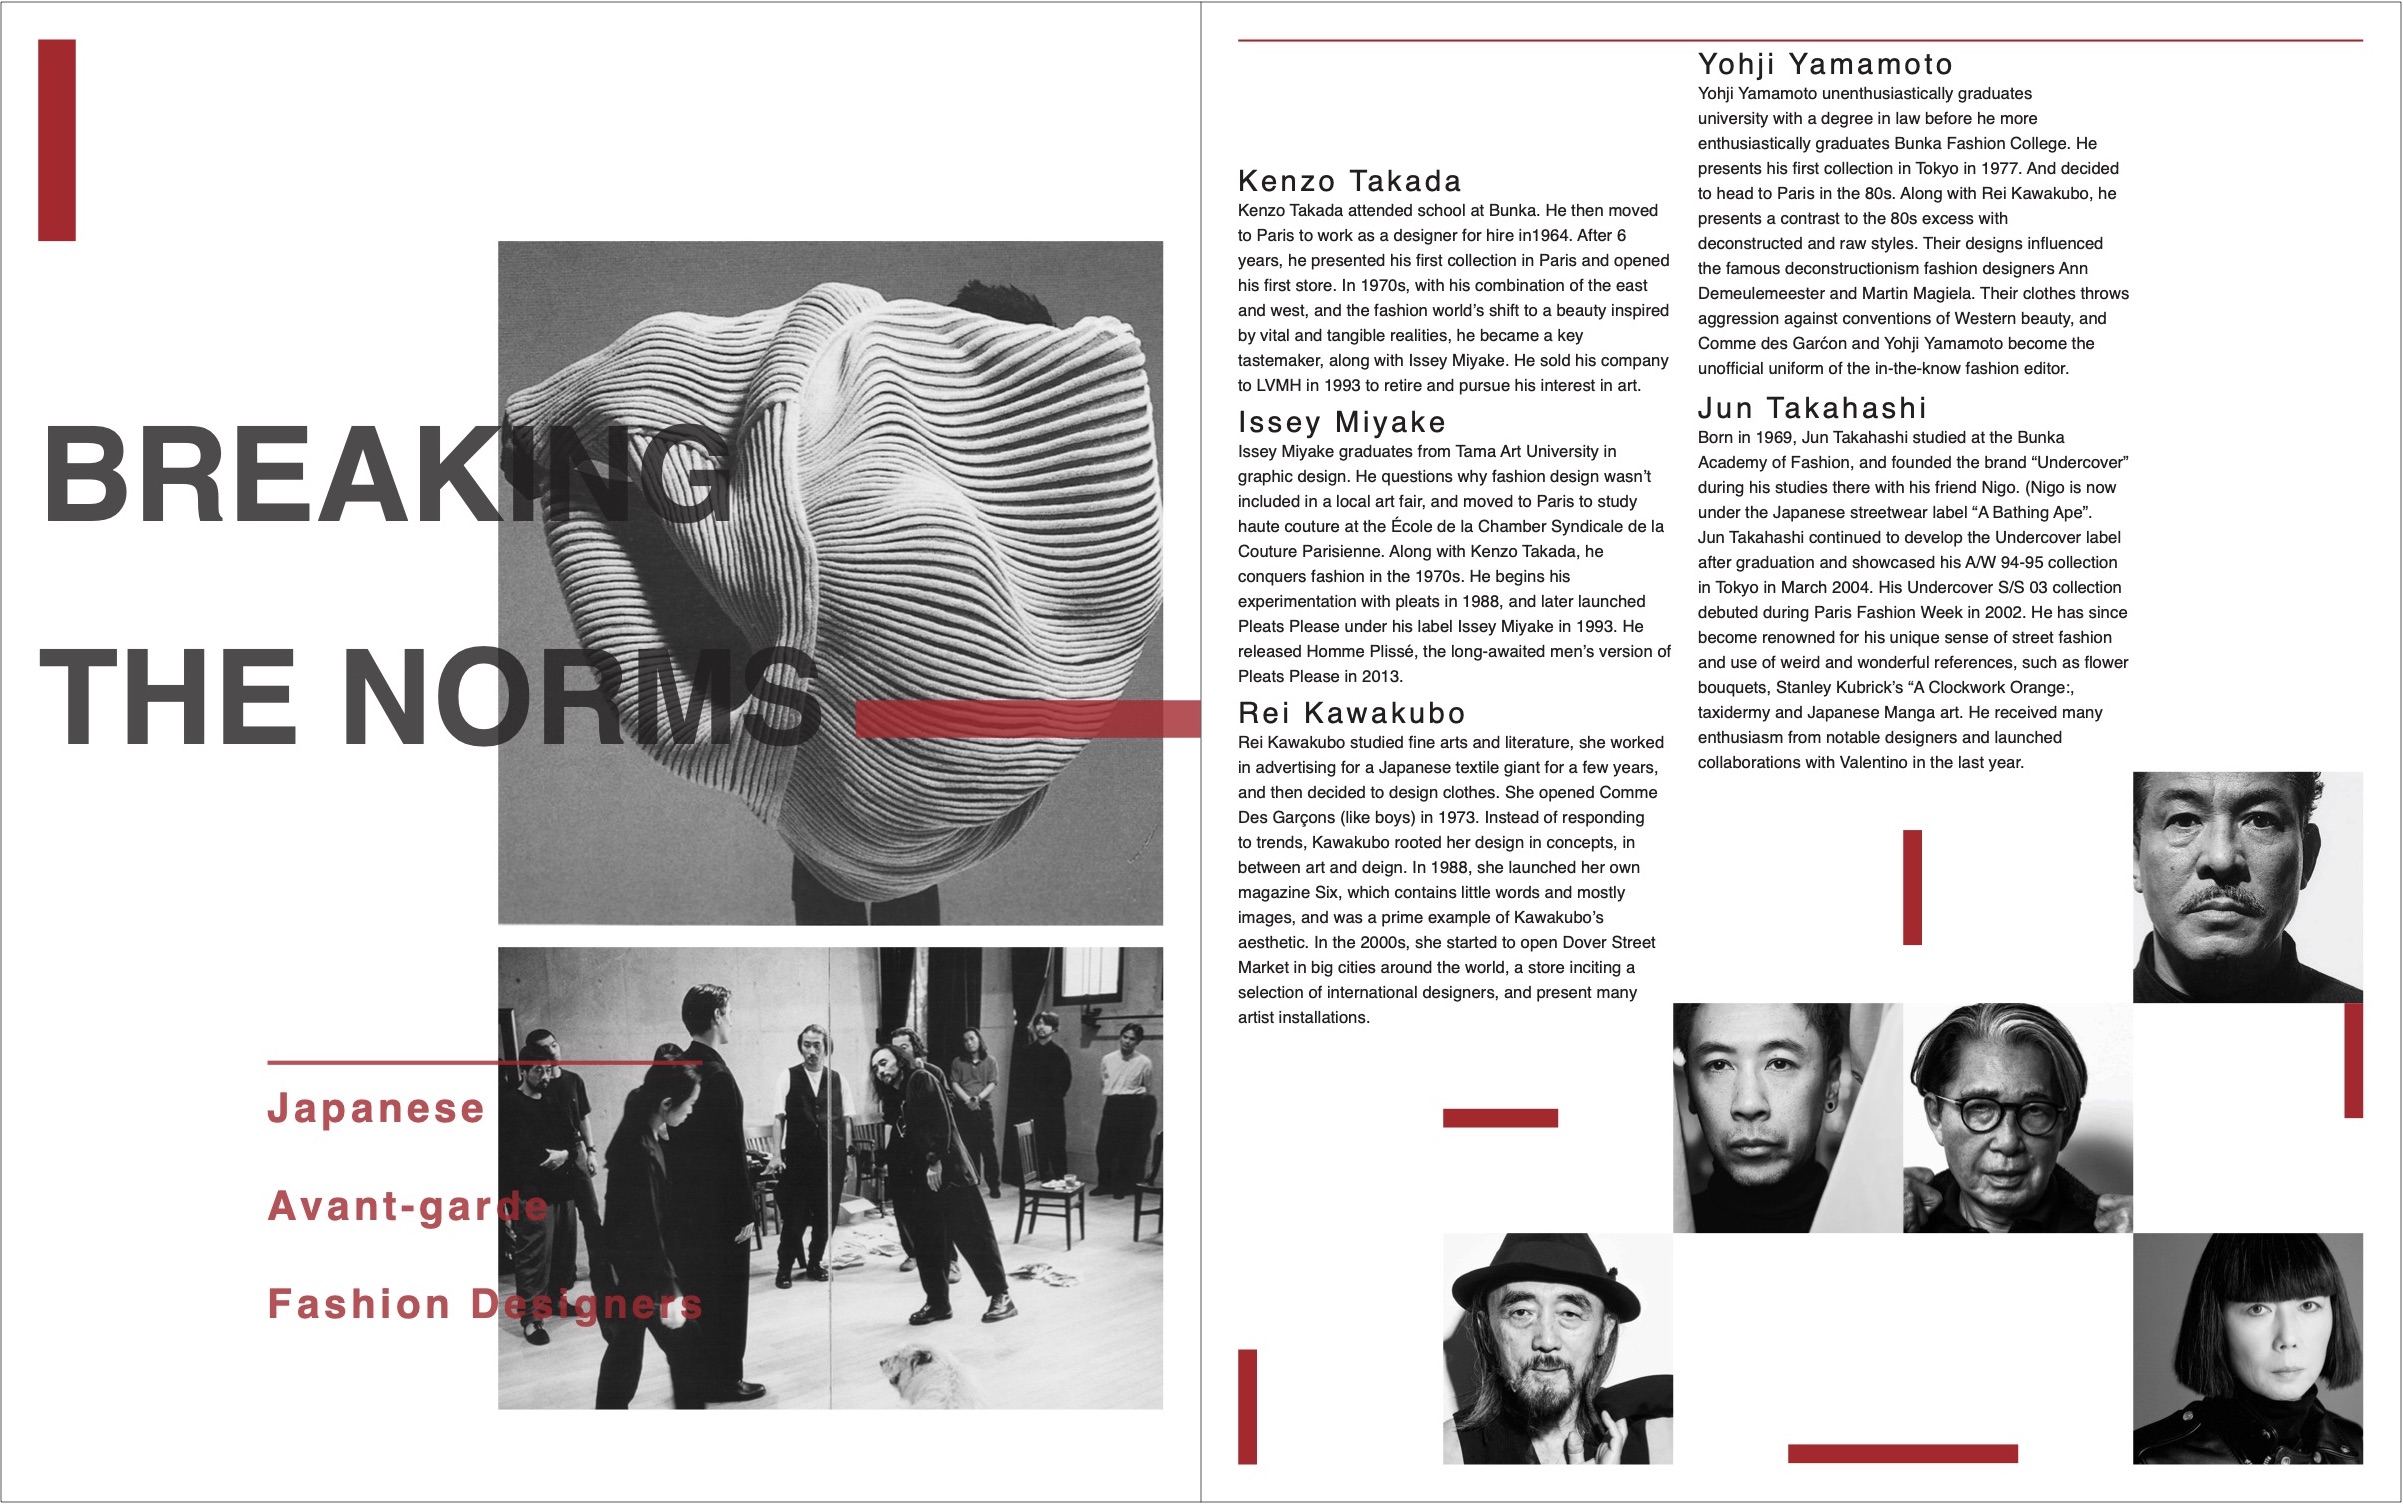 BREAKING
THE NORMS
Japanese
Avant-garde
Fashion Designers
Kenzo Takada
Kenzo Takada attended school at Bunka. He then moved
to Paris to work as a designer for hire in1964. After 6
years, he presented his first collection in Paris and opened
his first store. In 1970s, with his combination of the east
and west, and the fashion world’s shift to a beauty inspired
by vital and tangible realities, he became a key
tastemaker, along with Issey Miyake. He sold his company
to LVMH in 1993 to retire and pursue his interest in art.
Issey Miyake
Issey Miyake graduates from Tama Art University in
graphic design. He questions why fashion design wasn’t
included in a local art fair, and moved to Paris to study
haute couture at the École de la Chamber Syndicale de la
Couture Parisienne. Along with Kenzo Takada, he
conquers fashion in the 1970s. He begins his
experimentation with pleats in 1988, and later launched
Pleats Please under his label Issey Miyake in 1993. He
released Homme Plissé, the long-awaited men’s version of
Pleats Please in 2013.
Rei Kawakubo
Rei Kawakubo studied fine arts and literature, she worked
in advertising for a Japanese textile giant for a few years,
and then decided to design clothes. She opened Comme
Des Garçons (like boys) in 1973. Instead of responding
to trends, Kawakubo rooted her design in concepts, in
between art and deign. In 1988, she launched her own
magazine Six, which contains little words and mostly
images, and was a prime example of Kawakubo’s
aesthetic. In the 2000s, she started to open Dover Street
Market in big cities around the world, a store inciting a
selection of international designers, and present many
artist installations.
Yohji Yamamoto
Yohji Yamamoto unenthusiastically graduates
university with a degree in law before he more
enthusiastically graduates Bunka Fashion College. He
presents his first collection in Tokyo in 1977. And decided
to head to Paris in the 80s. Along with Rei Kawakubo, he
presents a contrast to the 80s excess with
deconstructed and raw styles. Their designs influenced
the famous deconstructionism fashion designers Ann
Demeulemeester and Martin Magiela. Their clothes throws
aggression against conventions of Western beauty, and
Comme des Garćon and Yohji Yamamoto become the
unofficial uniform of the in-the-know fashion editor.
Jun Takahashi
Born in 1969, Jun Takahashi studied at the Bunka
Academy of Fashion, and founded the brand “Undercover”
during his studies there with his friend Nigo. (Nigo is now
under the Japanese streetwear label “A Bathing Ape”.
Jun Takahashi continued to develop the Undercover label
after graduation and showcased his A/W 94-95 collection
in Tokyo in March 2004. His Undercover S/S 03 collection
debuted during Paris Fashion Week in 2002. He has since
become renowned for his unique sense of street fashion
and use of weird and wonderful references, such as flower
bouquets, Stanley Kubrick’s “A Clockwork Orange:,
taxidermy and Japanese Manga art. He received many
enthusiasm from notable designers and launched
collaborations with Valentino in the last year.